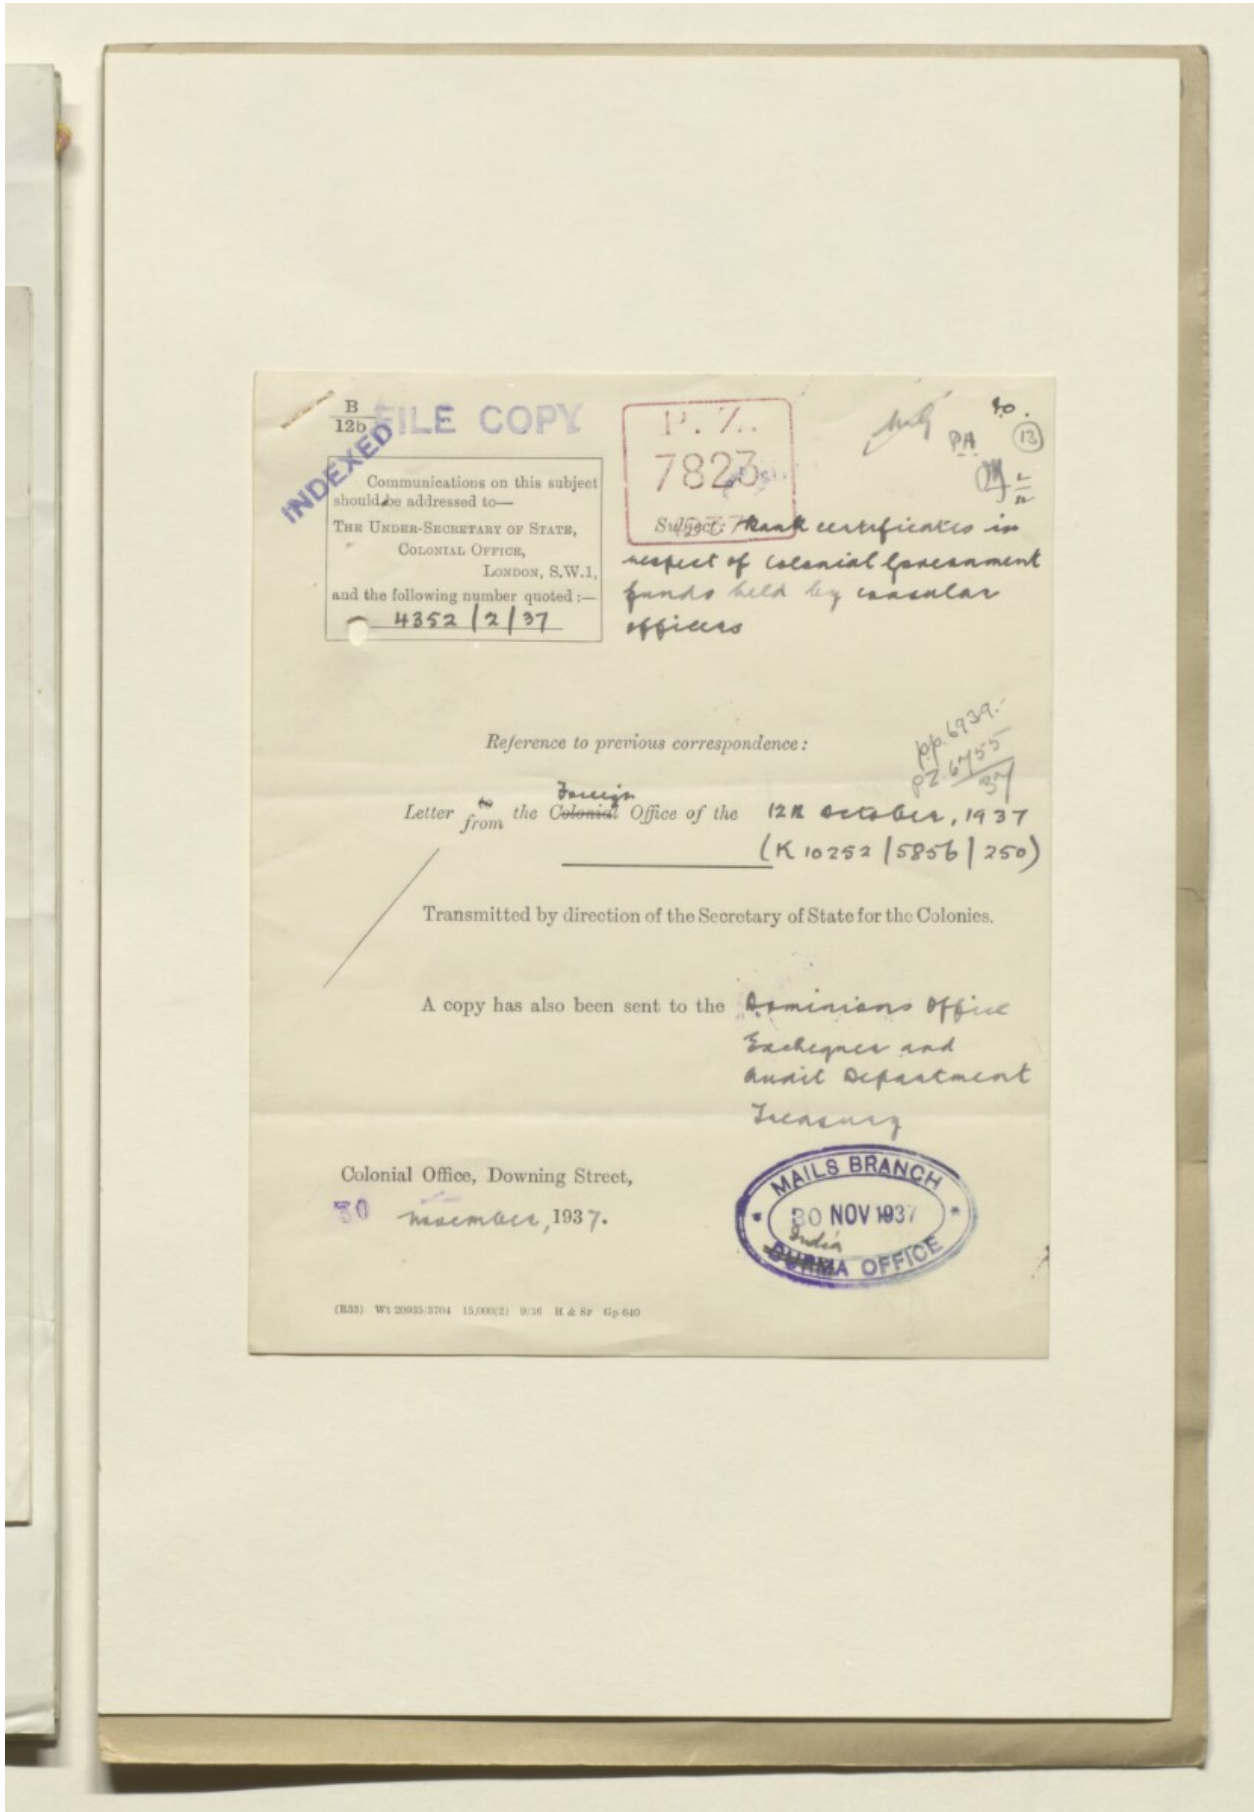 B
12b
FILE COPY
INDEXED
P. Z.
7823
1937
P.A.
13
Communications on this subject
should be addressed to—
THE UNDER-SECRETARY OF STATE,
COLONIAL OFFICE,
LONDON, S.W.1,
and the following number quoted :—
4352/2/37
Subject: Bank certificates in
respect of Colonial Government
funds held by consular
officers
Reference to previous correspondence:
pp. 6939.-
PZ. 6755
37
Letter to from the Colonial Foreign Office of the 12th October, 1937
(K 10252/5856/250)
Transmitted by direction of the Secretary of State for the Colonies.
A copy has also been sent to the Dominions Office
Exchequer and
Audit Department
Treasury
Colonial Office, Downing Street,
30 November, 1937.
MAILS BRANCH
30 NOV 1937
India
BURMA OFFICE
(R33) Wt 20935/3704 15,000(2) 9/36 H & Sp Gp 640